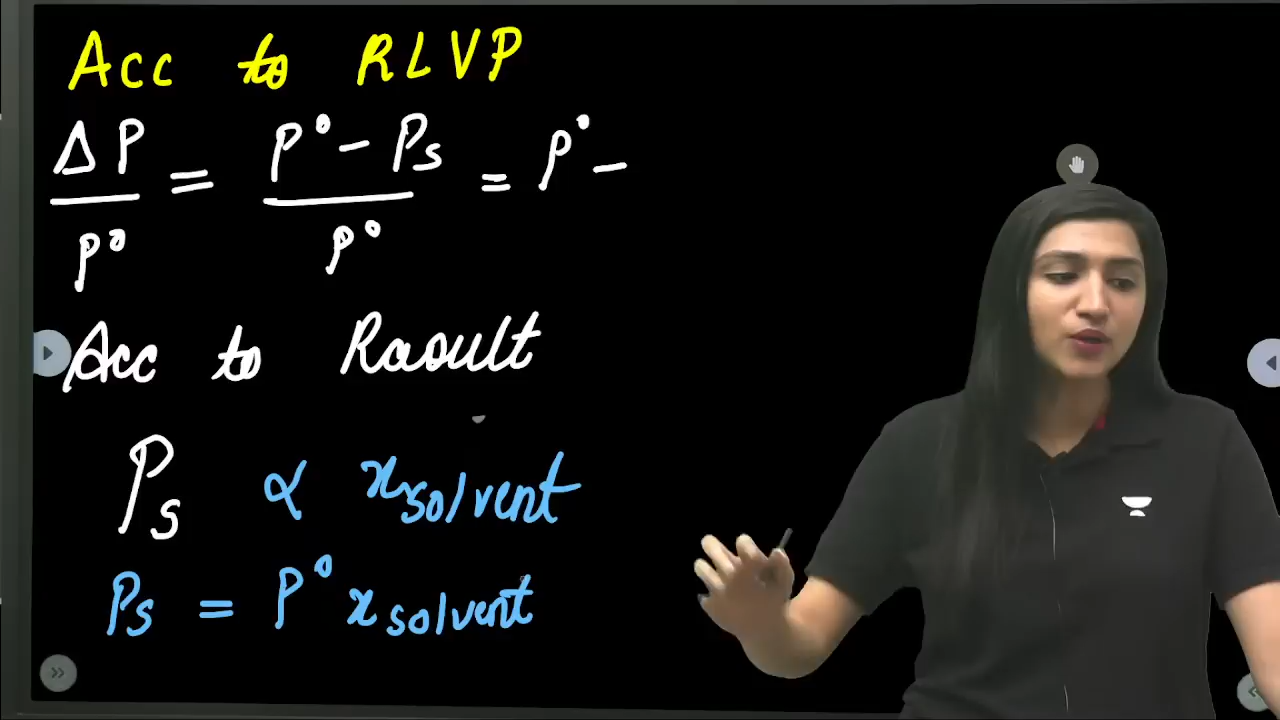 Acc to RLVP
ΔP/P° = P° - Ps/P° = P° -
Acc to Raoult
Ps ∝ xsolvent
Ps = P° xsolvent